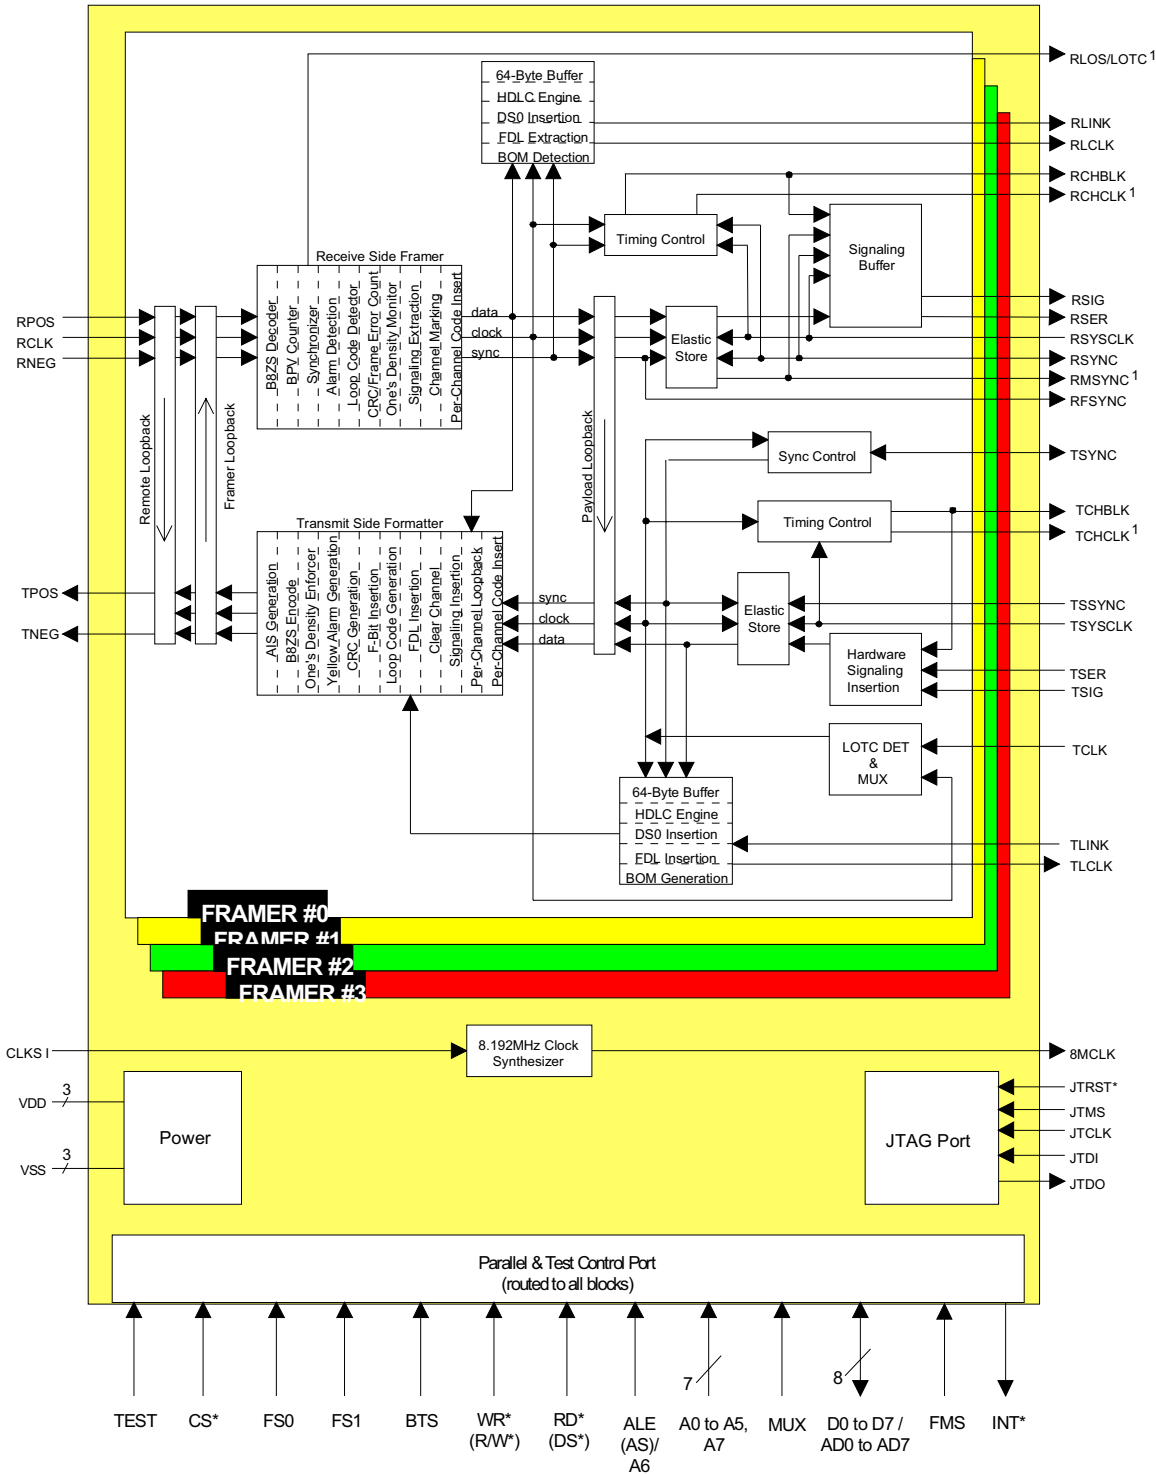 RLOS/LOTC 1
64-Byte Buffer
HDLC Engine
DS0 Insertion
FDL Extraction
BOM Detection
RLINK
RLCLK
RCHBLK
RCHCLK 1
Timing Control
Signaling
Buffer
Receive Side Framer
B8ZS Decoder
BPV Counter
Synchronizer
Alarm Detection
Loop Code Detector
CRC/Frame Error Count
One's Density Monitor
Signaling Extraction
Channel Marking
Per-Channel Code Insert
RPOS
RCLK
RNEG
data
clock
sync
Elastic
Store
RSIG
RSER
RSYSCLK
RSYNC
RMSYNC 1
RFSYNC
Remote Loopback
Framer Loopback
Payload Loopback
Sync Control
TSYNC
Timing Control
TCHBLK
TCHCLK 1
Transmit Side Formatter
AIS Generation
B8ZS Encode
One's Density Enforcer
Yellow Alarm Generation
CRC Generation
F-Bit Insertion
Loop Code Generation
FDL Insertion
Clear Channel
Signaling Insertion
Per-Channel Loopback
Per-Channel Code Insert
TPOS
TNEG
sync
clock
data
Elastic
Store
TSSYNC
TSYSCLK
Hardware
Signaling
Insertion
TSER
TSIG
LOTC DET
&
MUX
TCLK
64-Byte Buffer
HDLC Engine
DS0 Insertion
FDL Insertion
BOM Generation
TLINK
TLCLK
FRAMER #0
FRAMER #1
FRAMER #2
FRAMER #3
CLKS I
8.192MHz Clock
Synthesizer
8MCLK
VDD
3
VSS
3
Power
JTAG Port
JTRST*
JTMS
JTCLK
JTDI
JTDO
Parallel & Test Control Port
(routed to all blocks)
7
8
TEST
CS*
FS0
FS1
BTS
WR*
(R/W*)
RD*
(DS*)
ALE
(AS)/
A6
A0 to A5,
A7
MUX
D0 to D7 /
AD0 to AD7
FMS
INT*